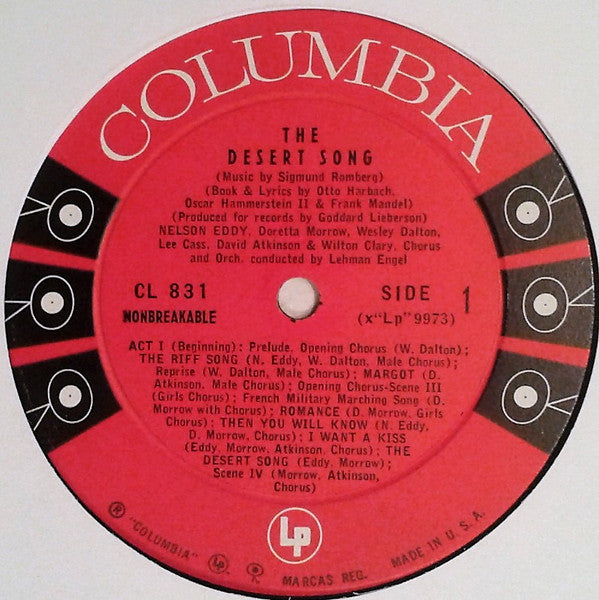 COLUMBIA
THE
DESERT SONG
(Music by Sigmund Romberg)
(Book & Lyrics by Otto Harbach,
Oscar Hammerstein II & Frank Mandel)
(Produced for records by Goddard Lieberson)
NELSON EDDY, Doretta Morrow, Wesley Dalton,
Lee Cass, David Atkinson & Wilton Clary, Chorus
and Orch. conducted by Lehman Engel
CL 831
NONBREAKABLE
SIDE 1
(x"Lp"9973)
ACT I (Beginning); Prelude, Opening Chorus (W. Dalton);
THE RIFF SONG (N. Eddy, W. Dalton, Male Chorus);
Reprise (W. Dalton, Male Chorus); MARGOT (D.
Atkinson, Male Chorus); Opening Chorus-Scene III
(Girls Chorus); French Military Marching Song (D.
Morrow with Chorus); ROMANCE (D. Morrow, Girls
Chorus); THEN YOU WILL KNOW (N. Eddy,
D. Morrow, Chorus); I WANT A KISS
(Eddy, Morrow, Atkinson, Chorus); THE
DESERT SONG (Eddy, Morrow);
Scene IV (Morrow, Atkinson,
Chorus)
LP
® "COLUMBIA" MARCAS REG. MADE IN U.S.A.